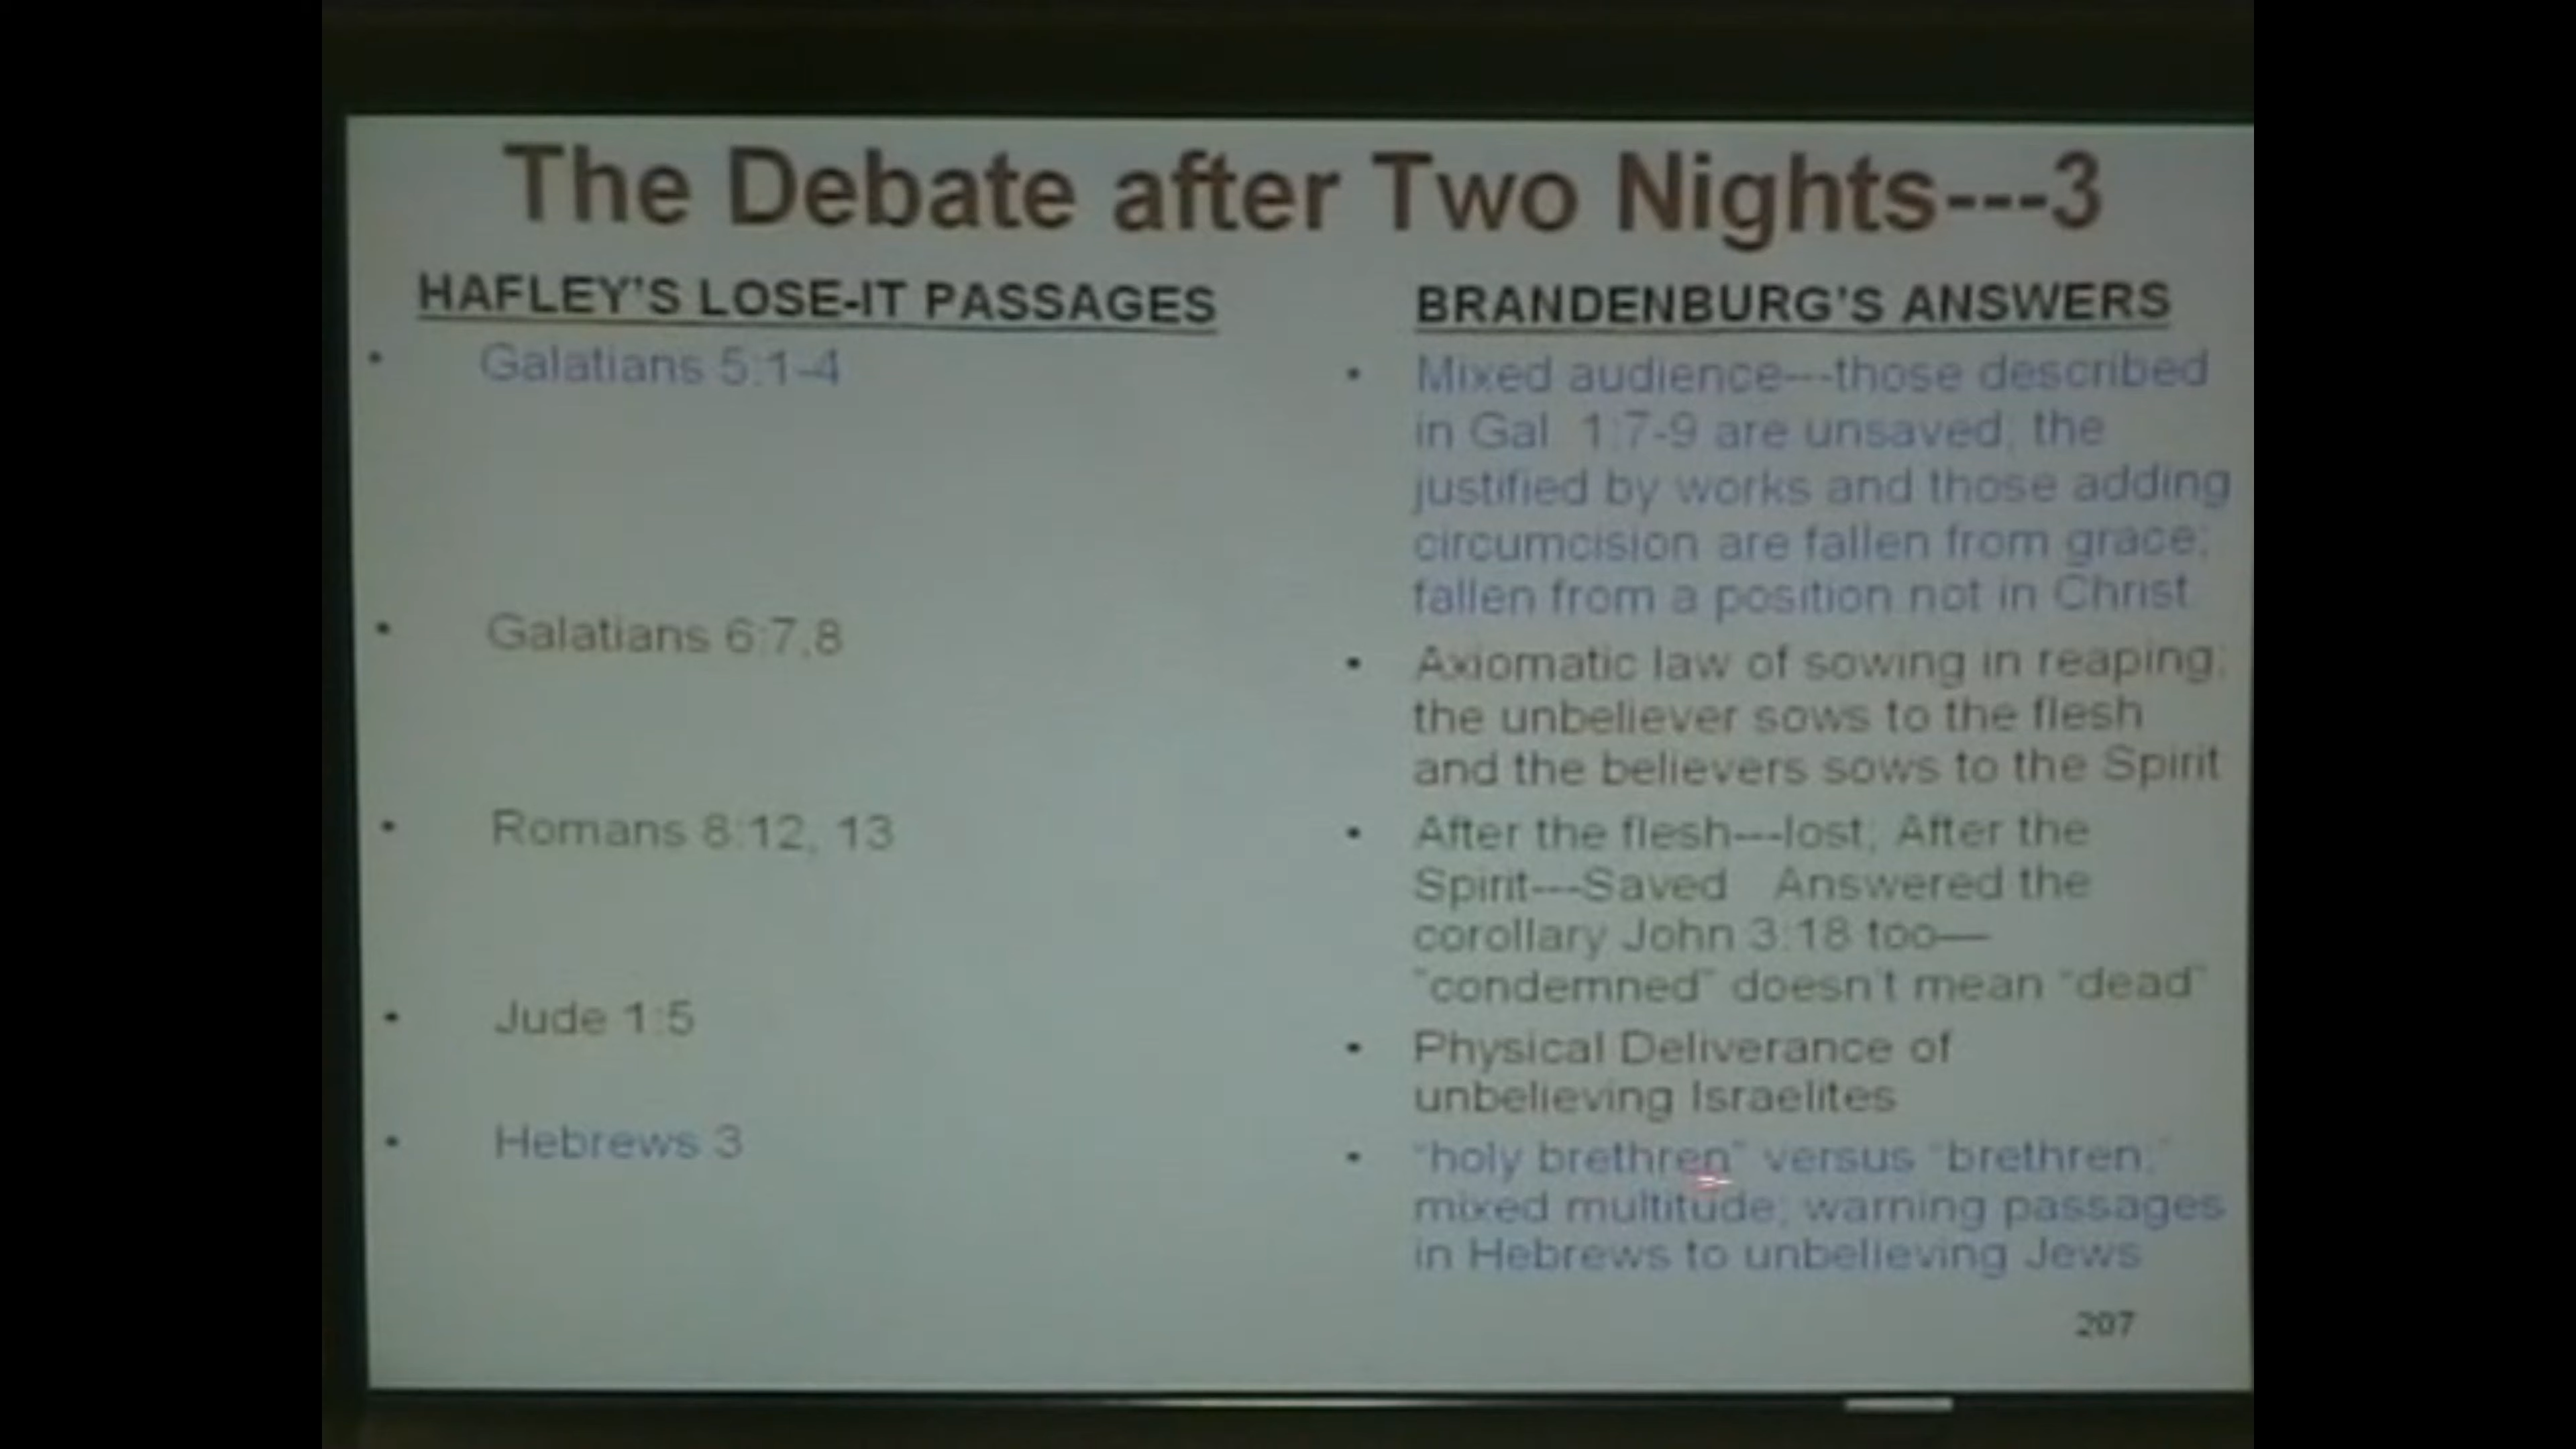 The Debate after Two Nights---3
HAFLEY'S LOSE-IT PASSAGES
• Galatians 5:1-4
• Galatians 6:7,8
• Romans 8:12, 13
• Jude 1:5
• Hebrews 3
BRANDENBURG'S ANSWERS
• Mixed audience---those described
in Gal. 1:7-9 are unsaved; the
justified by works and those adding
circumcision are fallen from grace;
fallen from a position not in Christ
• Axiomatic law of sowing in reaping;
the unbeliever sows to the flesh
and the believers sows to the Spirit
• After the flesh---lost; After the
Spirit---Saved Answered the
corollary John 3:18 too—
"condemned" doesn't mean "dead"
• Physical Deliverance of
unbelieving Israelites
• "holy brethren" versus "brethren;"
mixed multitude; warning passages
in Hebrews to unbelieving Jews
207